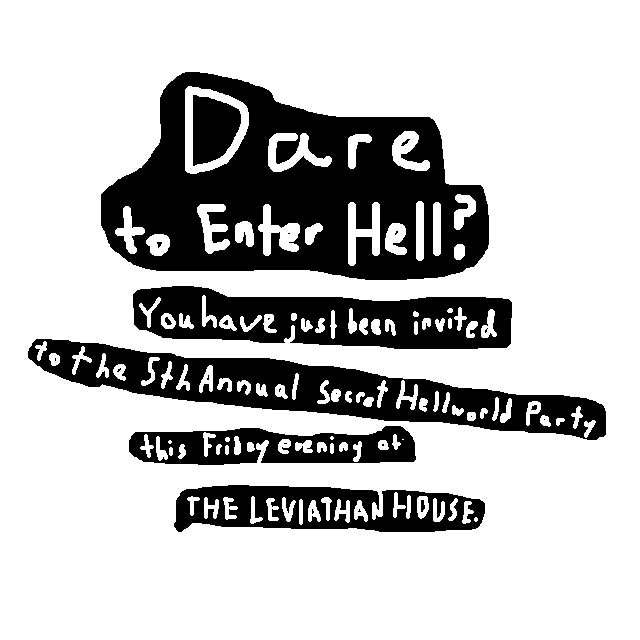 Dare
to Enter Hell?
You have just been invited
to the 5th Annual Secret Hellworld Party
this Friday evening at
THE LEVIATHAN HOUSE.